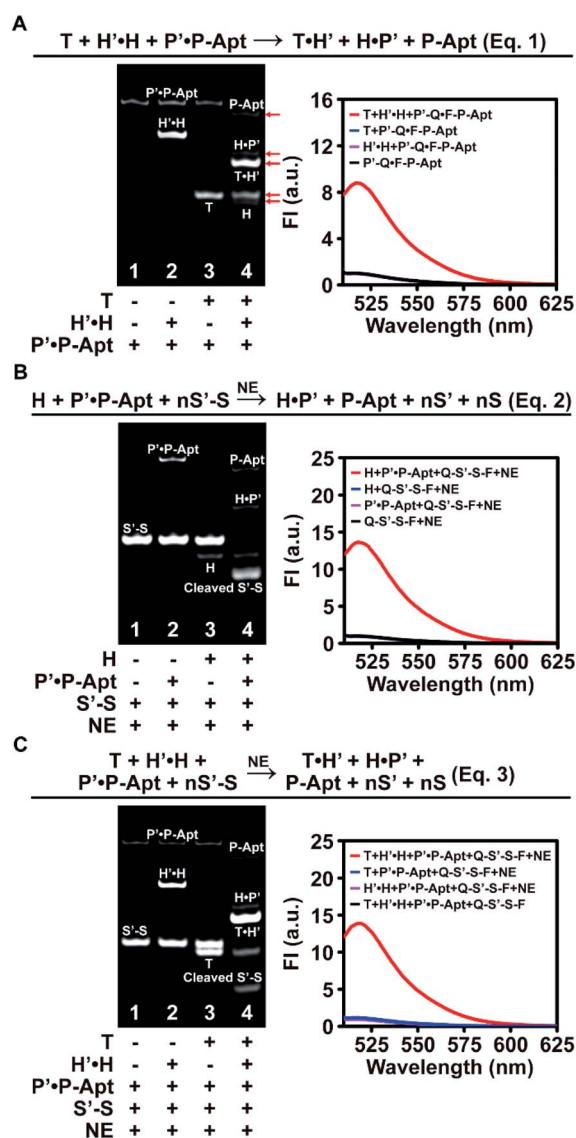 A
T + H'•H + P'•P-Apt → T•H' + H•P' + P-Apt (Eq. 1)
P'•P-Apt
P-Apt
H'•H
H•P'
T•H'
T
H
1 2 3 4
T - - + +
H'•H - + - +
P'•P-Apt + + + +
16
12
8
4
0
FI (a.u.)
T+H'•H+P'-Q•F-P-Apt
T+P'-Q•F-P-Apt
H'•H+P'-Q•F-P-Apt
P'-Q•F-P-Apt
525 550 575 600 625
Wavelength (nm)
B
H + P'•P-Apt + nS'-S NE→ H•P' + P-Apt + nS' + nS (Eq. 2)
P'•P-Apt
P-Apt
H•P'
S'-S
H
Cleaved S'-S
1 2 3 4
H - - + +
P'•P-Apt - + - +
S'-S + + + +
NE + + + +
25
20
15
10
5
0
FI (a.u.)
H+P'•P-Apt+Q-S'-S-F+NE
H+Q-S'-S-F+NE
P'•P-Apt+Q-S'-S-F+NE
Q-S'-S-F+NE
525 550 575 600 625
Wavelength (nm)
C
T + H'•H + P'•P-Apt + nS'-S NE→ T•H' + H•P' + P-Apt + nS' + nS (Eq. 3)
P'•P-Apt
P-Apt
H'•H
H•P'
T•H'
S'-S
T
Cleaved S'-S
1 2 3 4
T - - + +
H'•H - + - +
P'•P-Apt + + + +
S'-S + + + +
NE + + + +
25
20
15
10
5
0
FI (a.u.)
T+H'•H+P'•P-Apt+Q-S'-S-F+NE
T+P'•P-Apt+Q-S'-S-F+NE
H'•H+P'•P-Apt+Q-S'-S-F+NE
T+H'•H+P'•P-Apt+Q-S'-S-F
525 550 575 600 625
Wavelength (nm)